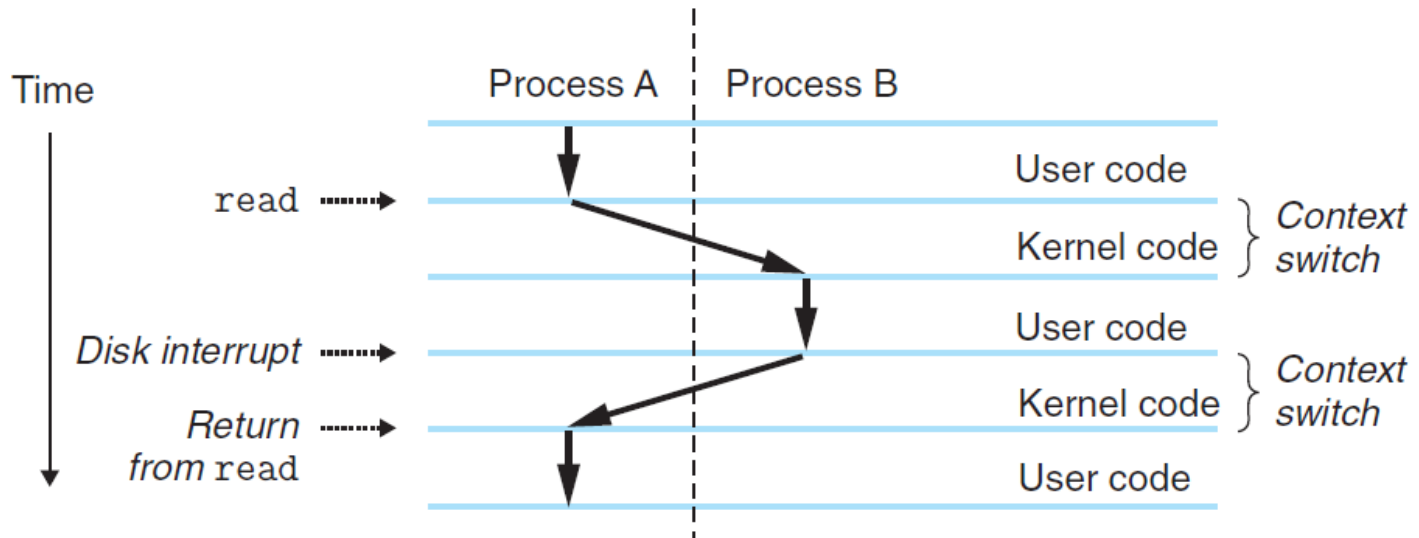 Time
Process A
Process B
User code
read
Kernel code
Context
switch
User code
Disk interrupt
Kernel code
Context
switch
Return
from read
User code